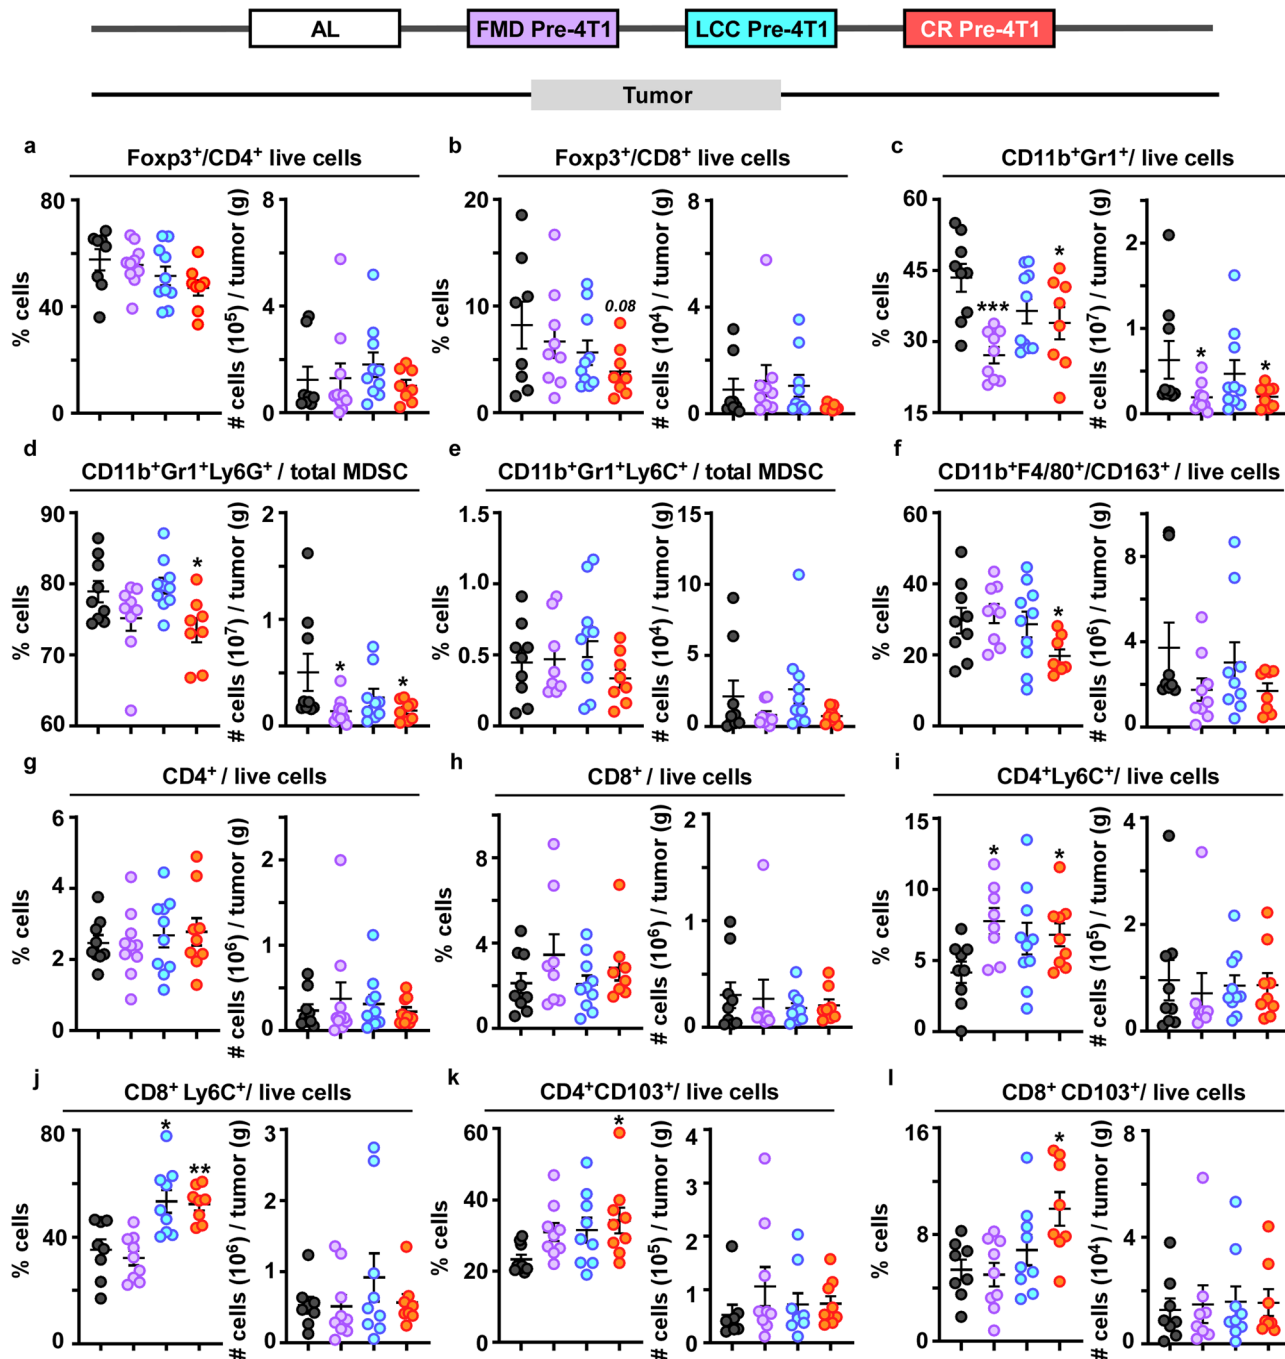 AL FMD Pre-4T1 LCC Pre-4T1 CR Pre-4T1
Tumor
a Foxp3⁺/CD4⁺ live cells
% cells
80
40
0
# cells (10⁵) / tumor (g)
8
4
0
b Foxp3⁺/CD8⁺ live cells
% cells
20
10
0
0.08
# cells (10⁴) / tumor (g)
8
4
0
c CD11b⁺Gr1⁺/ live cells
% cells
60
45
30
15
***
*
# cells (10⁷) / tumor (g)
2
1
0
*
*
d CD11b⁺Gr1⁺Ly6G⁺ / total MDSC
% cells
90
80
70
60
*
# cells (10⁷) / tumor (g)
2
1
0
*
*
e CD11b⁺Gr1⁺Ly6C⁺ / total MDSC
% cells
1.5
1.0
0.5
0
# cells (10⁴) / tumor (g)
15
10
5
0
f CD11b⁺F4/80⁺/CD163⁺ / live cells
% cells
60
40
20
0
*
# cells (10⁶) / tumor (g)
8
4
0
g CD4⁺ / live cells
% cells
6
4
2
0
# cells (10⁶) / tumor (g)
2
1
0
h CD8⁺ / live cells
% cells
8
4
0
# cells (10⁶) / tumor (g)
2
1
0
i CD4⁺Ly6C⁺/ live cells
% cells
15
10
5
0
*
*
# cells (10⁵) / tumor (g)
4
2
0
j CD8⁺ Ly6C⁺/ live cells
% cells
80
40
0
*
**
# cells (10⁶) / tumor (g)
3
2
1
0
k CD4⁺CD103⁺/ live cells
% cells
60
40
20
0
*
# cells (10⁵) / tumor (g)
4
3
2
1
0
l CD8⁺ CD103⁺/ live cells
% cells
16
8
0
*
# cells (10⁴) / tumor (g)
8
4
0